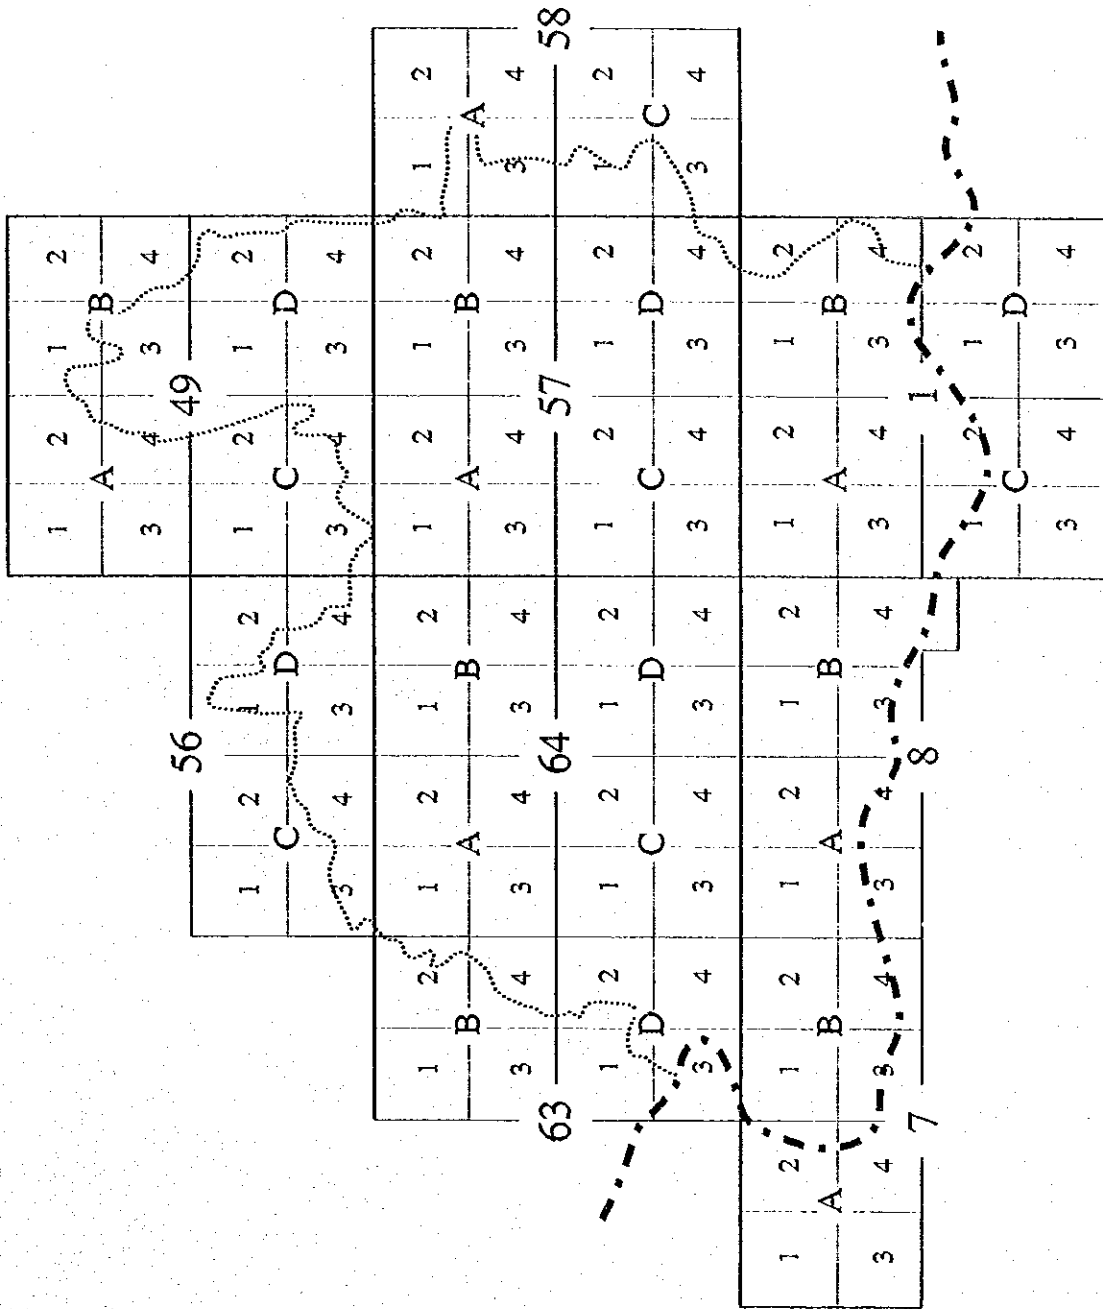 1 2 1 2
A B
3 4 3 4
56 49
1 2 1 2 1 2 1 2
C D C D
3 4 3 4 3 4 3 4
1 2 1 2 1 2 1 2 1 2 1 2
B A B A B A
3 4 3 4 3 4 3 4 3 4 3 4
63 64 57 58
1 2 1 2 1 2 1 2 1 2 1 2
D C D C D C
3 4 3 4 3 4 3 4 3 4 3 4
1 2 1 2 1 2 1 2 1 2 1 2
A B A B A B
3 4 3 4 3 4 3 4 3 4 3 4
7 8 1
1 2 1 2
C D
3 4 3 4